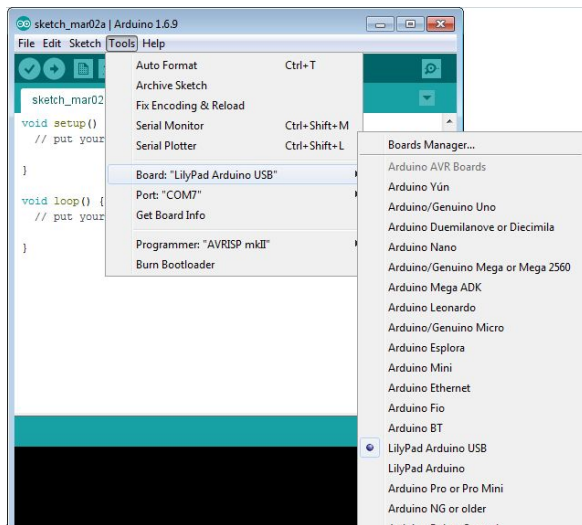 sketch_mar02a | Arduino 1.6.9
File Edit Sketch Tools Help
sketch_mar02
void setup()
// put your
}
void loop() {
// put your
}
Auto Format Ctrl+T
Archive Sketch
Fix Encoding & Reload
Serial Monitor Ctrl+Shift+M
Serial Plotter Ctrl+Shift+L
Board: "LilyPad Arduino USB"
Port: "COM7"
Get Board Info
Programmer: "AVRISP mkII"
Burn Bootloader
Boards Manager...
Arduino AVR Boards
Arduino Yún
Arduino/Genuino Uno
Arduino Duemilanove or Diecimila
Arduino Nano
Arduino/Genuino Mega or Mega 2560
Arduino Mega ADK
Arduino Leonardo
Arduino/Genuino Micro
Arduino Esplora
Arduino Mini
Arduino Ethernet
Arduino Fio
Arduino BT
LilyPad Arduino USB
LilyPad Arduino
Arduino Pro or Pro Mini
Arduino NG or older